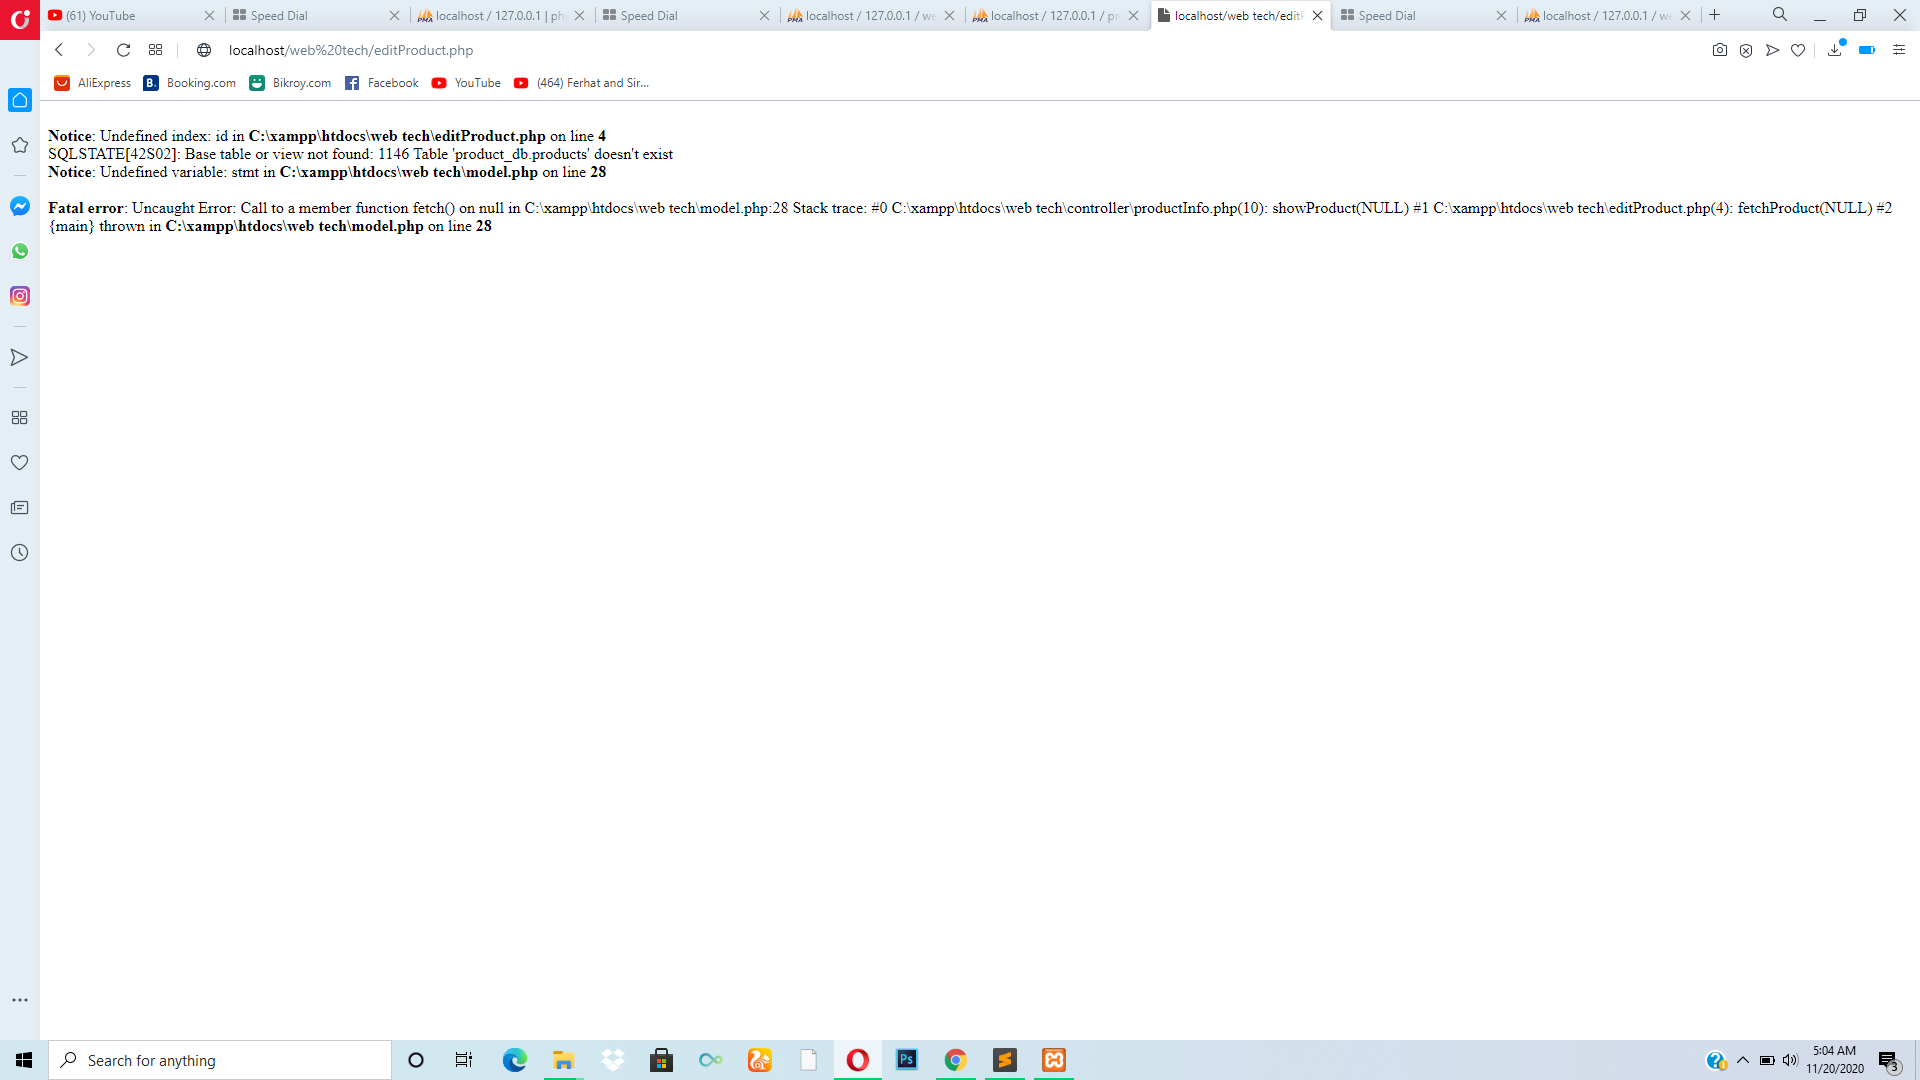 (61) YouTube
Speed Dial
localhost / 127.0.0.1 | ph
Speed Dial
localhost / 127.0.0.1 / we
localhost / 127.0.0.1 / pr
localhost/web tech/editF
Speed Dial
localhost / 127.0.0.1 / we
localhost/web%20tech/editProduct.php
AliExpress
B. Booking.com
Bikroy.com
Facebook
YouTube
(464) Ferhat and Sir...
Notice: Undefined index: id in C:\xampp\htdocs\web tech\editProduct.php on line 4
SQLSTATE[42S02]: Base table or view not found: 1146 Table 'product_db.products' doesn't exist
Notice: Undefined variable: stmt in C:\xampp\htdocs\web tech\model.php on line 28
Fatal error: Uncaught Error: Call to a member function fetch() on null in C:\xampp\htdocs\web tech\model.php:28 Stack trace: #0 C:\xampp\htdocs\web tech\controller\productInfo.php(10): showProduct(NULL) #1 C:\xampp\htdocs\web tech\editProduct.php(4): fetchProduct(NULL) #2
{main} thrown in C:\xampp\htdocs\web tech\model.php on line 28
Search for anything
Ps
5:04 AM
11/20/2020
3